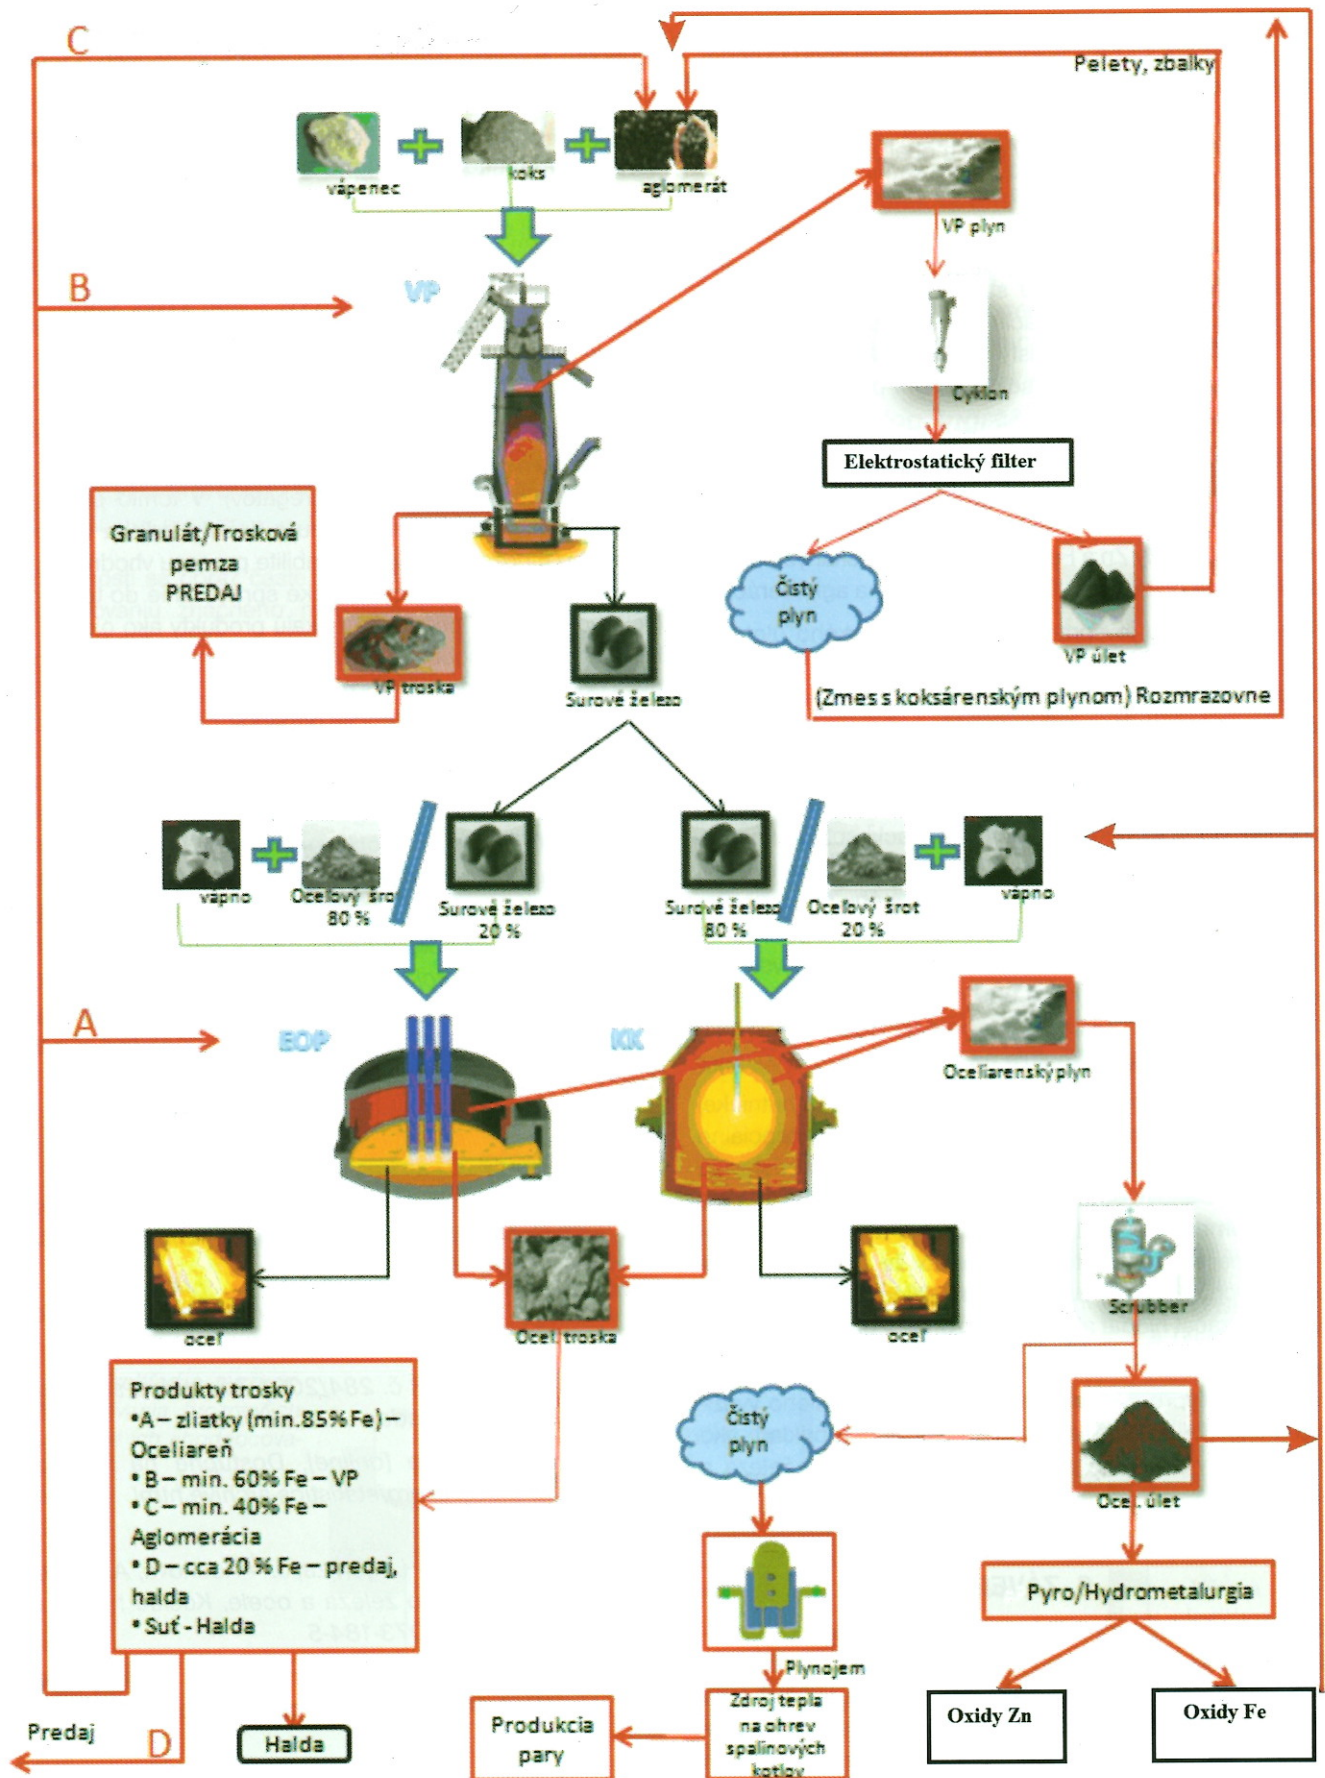 C
Pelety, zbalky
vápenec
koks
aglomerát
VP plyn
B
VP
Cyklon
Elektrostatický filter
Granulát/Trosková
pemza
PREDAJ
Čistý
plyn
VP úlet
VP troska
Surové železo
(Zmes s koksárenským plynom) Rozmrazovne
vápno
Oceľový šrot
80 %
Surové železo
20 %
Surové železo
80 %
Oceľový šrot
20 %
vápno
A
EOP
KK
Oceliarenský plyn
Scrubber
oceľ
Ocel. troska
oceľ
Produkty trosky
•A – zliatky (min.85% Fe) –
Oceliareň
• B – min. 60% Fe – VP
• C – min. 40% Fe –
Aglomerácia
• D – cca 20 % Fe – predaj,
halda
• Suť - Halda
Čistý
plyn
Ocel. úlet
Pyro/Hydrometalurgia
Plynojem
Oxidy Zn
Oxidy Fe
Zdroj tepla
na ohrev
spalinových
kotlov
Produkcia
pary
Predaj
D
Halda